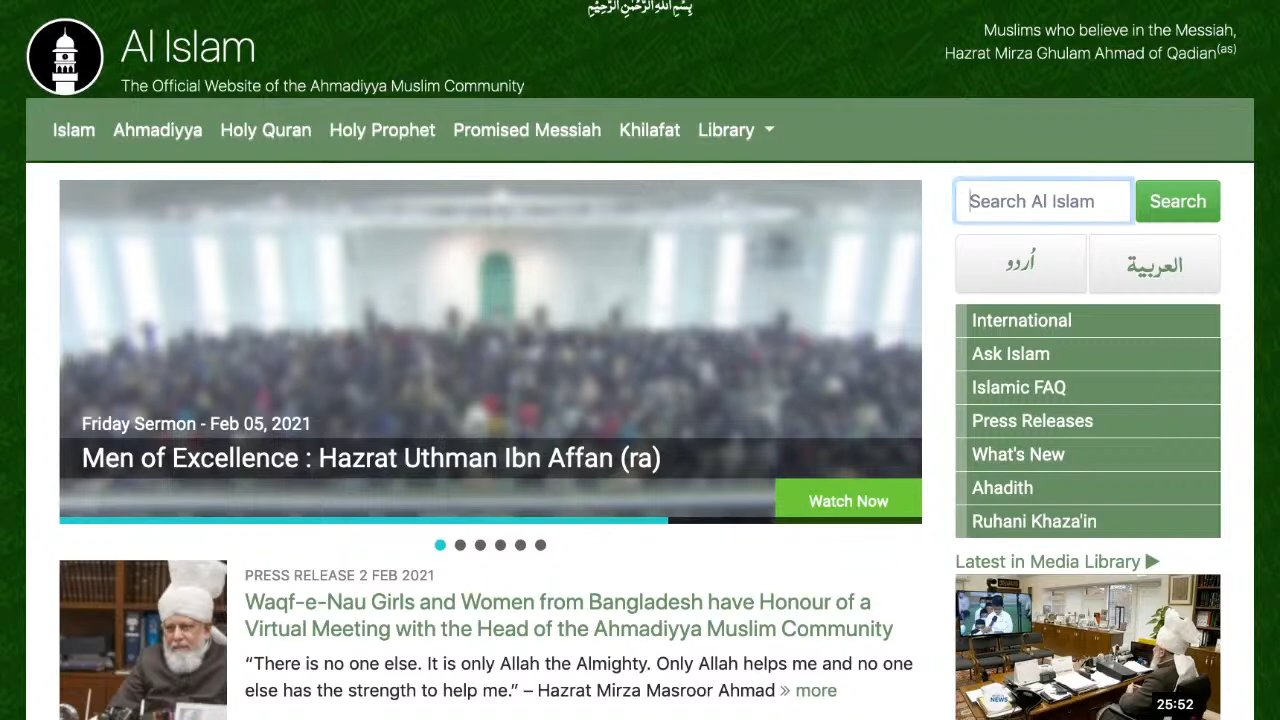 بِسْمِ اللّٰهِ الرَّحْمٰنِ الرَّحِيْمِ
Al Islam
The Official Website of the Ahmadiyya Muslim Community
Muslims who believe in the Messiah,
Hazrat Mirza Ghulam Ahmad of Qadian(as)
Islam Ahmadiyya Holy Quran Holy Prophet Promised Messiah Khilafat Library
Search Al Islam Search
اُردو العربية
Friday Sermon - Feb 05, 2021
Men of Excellence : Hazrat Uthman Ibn Affan (ra)
Watch Now
International
Ask Islam
Islamic FAQ
Press Releases
What's New
Ahadith
Ruhani Khaza'in
PRESS RELEASE 2 FEB 2021
Waqf-e-Nau Girls and Women from Bangladesh have Honour of a
Virtual Meeting with the Head of the Ahmadiyya Muslim Community
“There is no one else. It is only Allah the Almighty. Only Allah helps me and no one
else has the strength to help me.” – Hazrat Mirza Masroor Ahmad » more
Latest in Media Library
NEWS
25:52